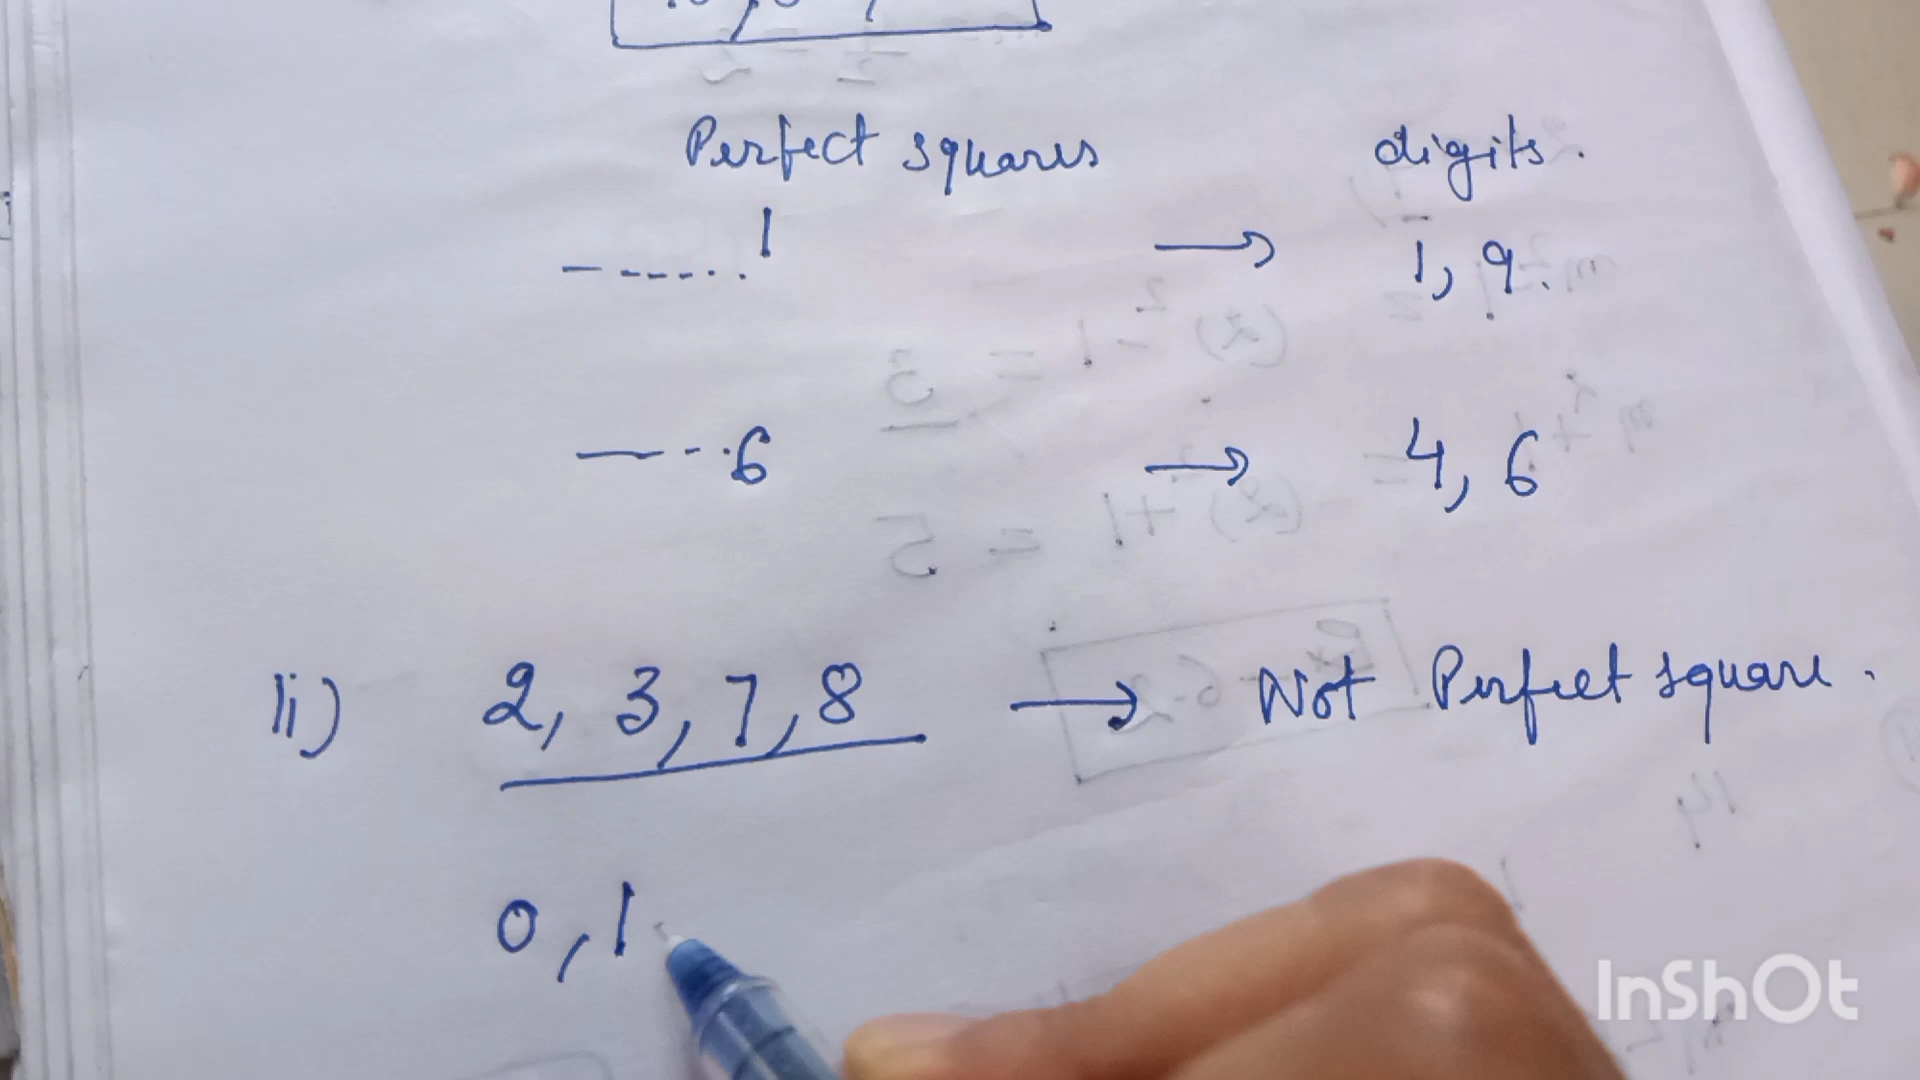 Perfect squares digits.
- - - - - . . 1 → 1, 9.
— - - . 6 → 4, 6
ii) 2, 3, 7, 8 → Not Perfect square.
0, 1
InShOt